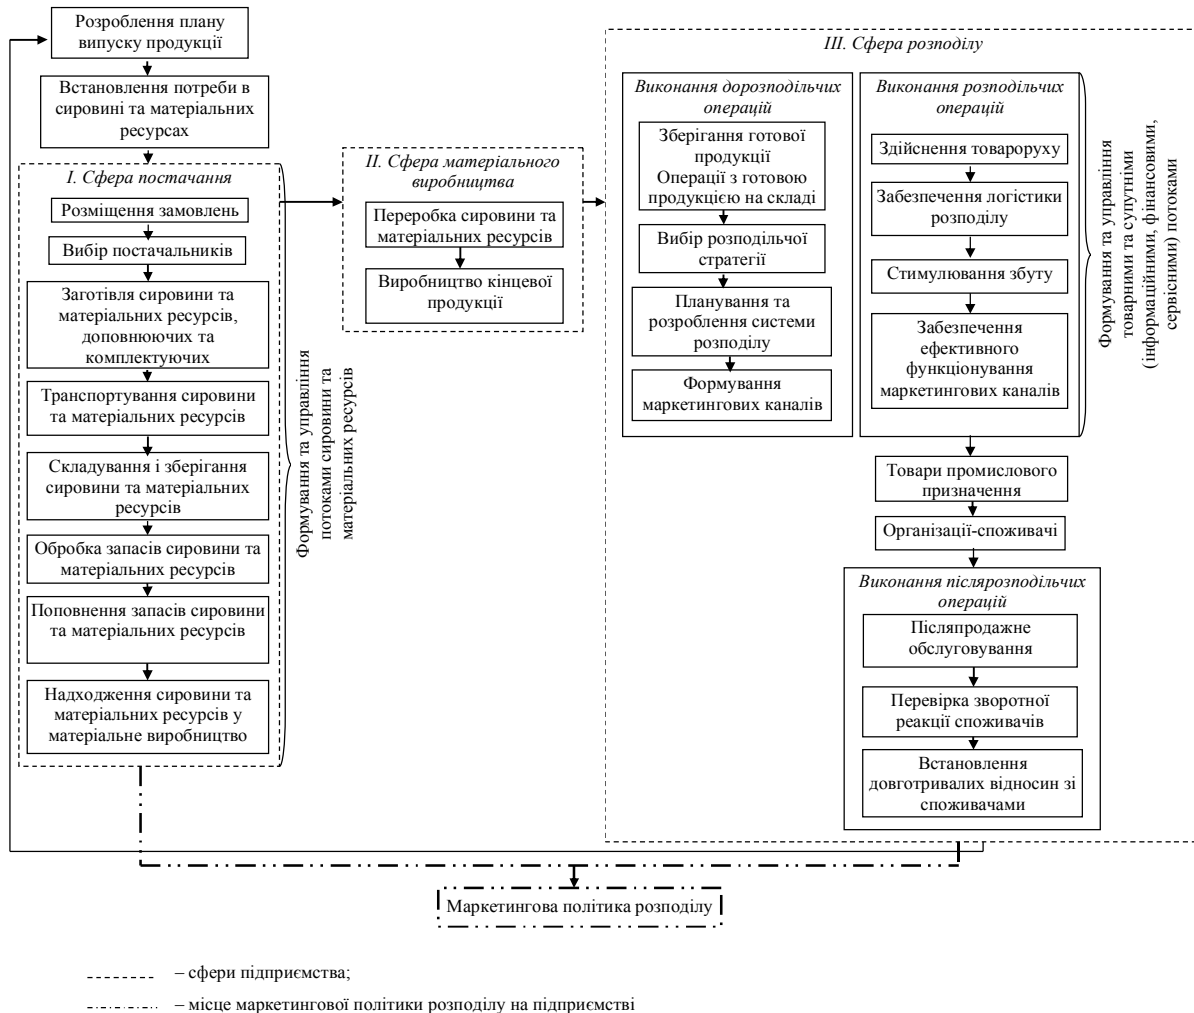 Розроблення плану
випуску продукції
Встановлення потреби в
сировині та матеріальних
ресурсах
І. Сфера постачання
Розміщення замовлень
Вибір постачальників
Заготівля сировини та
матеріальних ресурсів,
доповнюючих та
комплектуючих
Транспортування сировини
та матеріальних ресурсів
Складування і зберігання
сировини та матеріальних
ресурсів
Обробка запасів сировини та
матеріальних ресурсів
Поповнення запасів сировини
та матеріальних ресурсів
Надходження сировини та
матеріальних ресурсів у
матеріальне виробництво
Формування та управління
потоками сировини та
матеріальних ресурсів
ІІ. Сфера матеріального
виробництва
Переробка сировини та
матеріальних ресурсів
Виробництво кінцевої
продукції
ІІІ. Сфера розподілу
Виконання дорозподільчих
операцій
Зберігання готової
продукції
Операції з готовою
продукцією на складі
Вибір розподільчої
стратегії
Планування та
розроблення системи
розподілу
Формування
маркетингових каналів
Виконання розподільчих
операцій
Здійснення товароруху
Забезпечення логістики
розподілу
Стимулювання збуту
Забезпечення
ефективного
функціонування
маркетингових каналів
Формування та управління
товарними та супутніми
(інформаційними, фінансовими,
сервісними) потоками
Товари промислового
призначення
Організації-споживачі
Виконання післярозподільчих
операцій
Післяпродажне
обслуговування
Перевірка зворотної
реакції споживачів
Встановлення
довготривалих відносин зі
споживачами
Маркетингова політика розподілу
– сфери підприємства;
– місце маркетингової політики розподілу на підприємстві